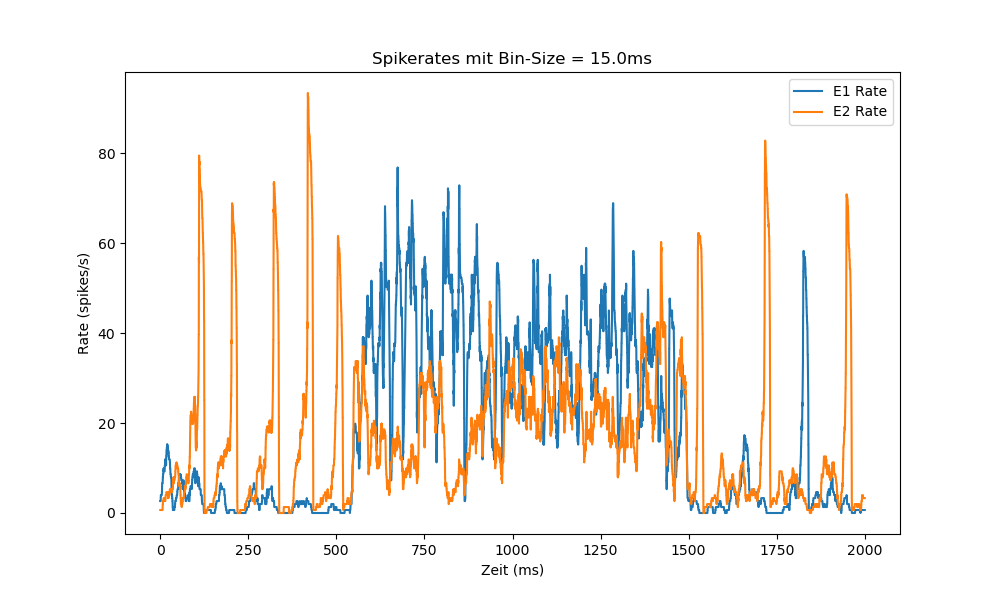 Spikerates mit Bin-Size = 15.0ms
E1 Rate
E2 Rate
Rate (spikes/s)
80
60
40
20
0
0 250 500 750 1000 1250 1500 1750 2000
Zeit (ms)